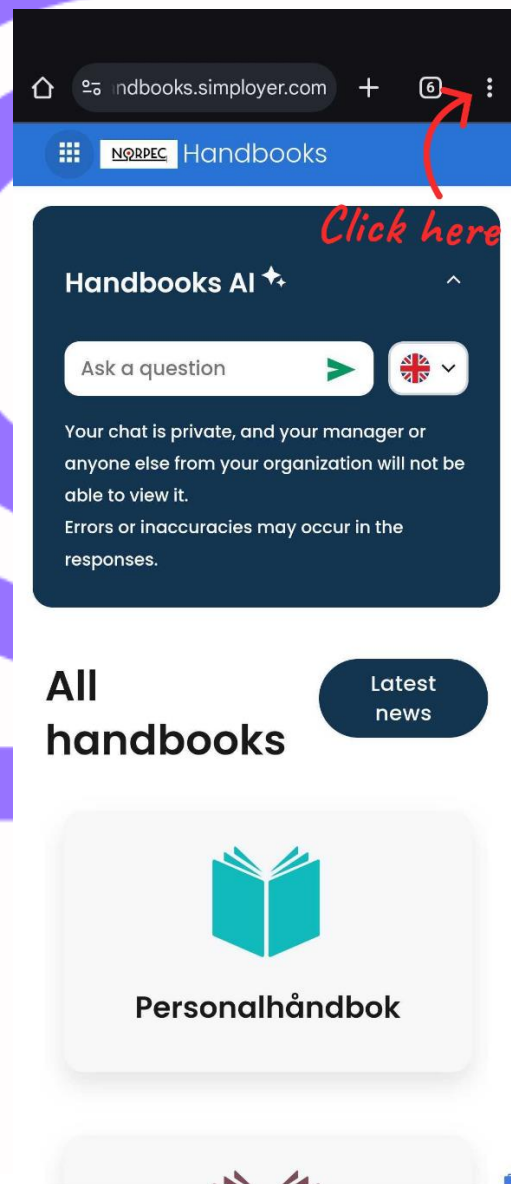 ndbooks.simployer.com
6
NORPEC Handbooks
Click here
Handbooks AI
Ask a question
Your chat is private, and your manager or
anyone else from your organization will not be
able to view it.
Errors or inaccuracies may occur in the
responses.
All
handbooks
Latest
news
Personalhåndbok